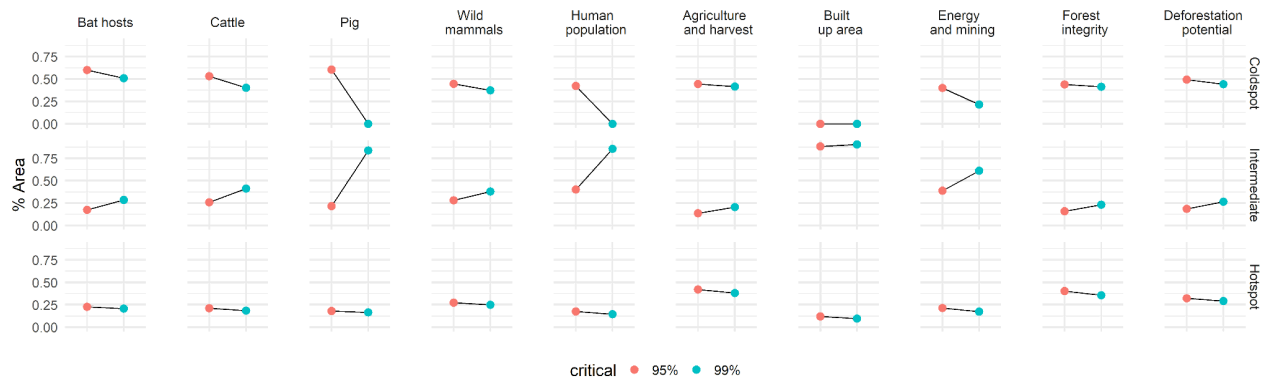 Bat hosts
Cattle
Pig
Wild
mammals
Human
population
Agriculture
and harvest
Built
up area
Energy
and mining
Forest
integrity
Deforestation
potential
% Area
0.75
0.50
0.25
0.00
Coldspot
0.75
0.50
0.25
0.00
Intermediate
0.75
0.50
0.25
0.00
Hotspot
critical 95% 99%